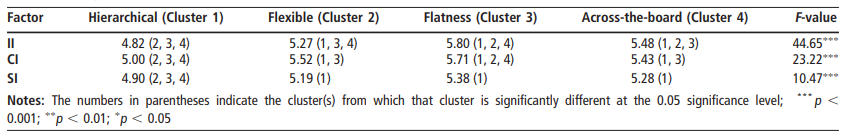 Factor Hierarchical (Cluster 1) Flexible (Cluster 2) Flatness (Cluster 3) Across-the-board (Cluster 4) F-value
II 4.82 (2, 3, 4) 5.27 (1, 3, 4) 5.80 (1, 2, 4) 5.48 (1, 2, 3) 44.65***
CI 5.00 (2, 3, 4) 5.52 (1, 3) 5.71 (1, 2, 4) 5.43 (1, 3) 23.22***
SI 4.90 (2, 3, 4) 5.19 (1) 5.38 (1) 5.28 (1) 10.47***
Notes: The numbers in parentheses indicate the cluster(s) from which that cluster is significantly different at the 0.05 significance level; ***p <
0.001; **p < 0.01; *p < 0.05